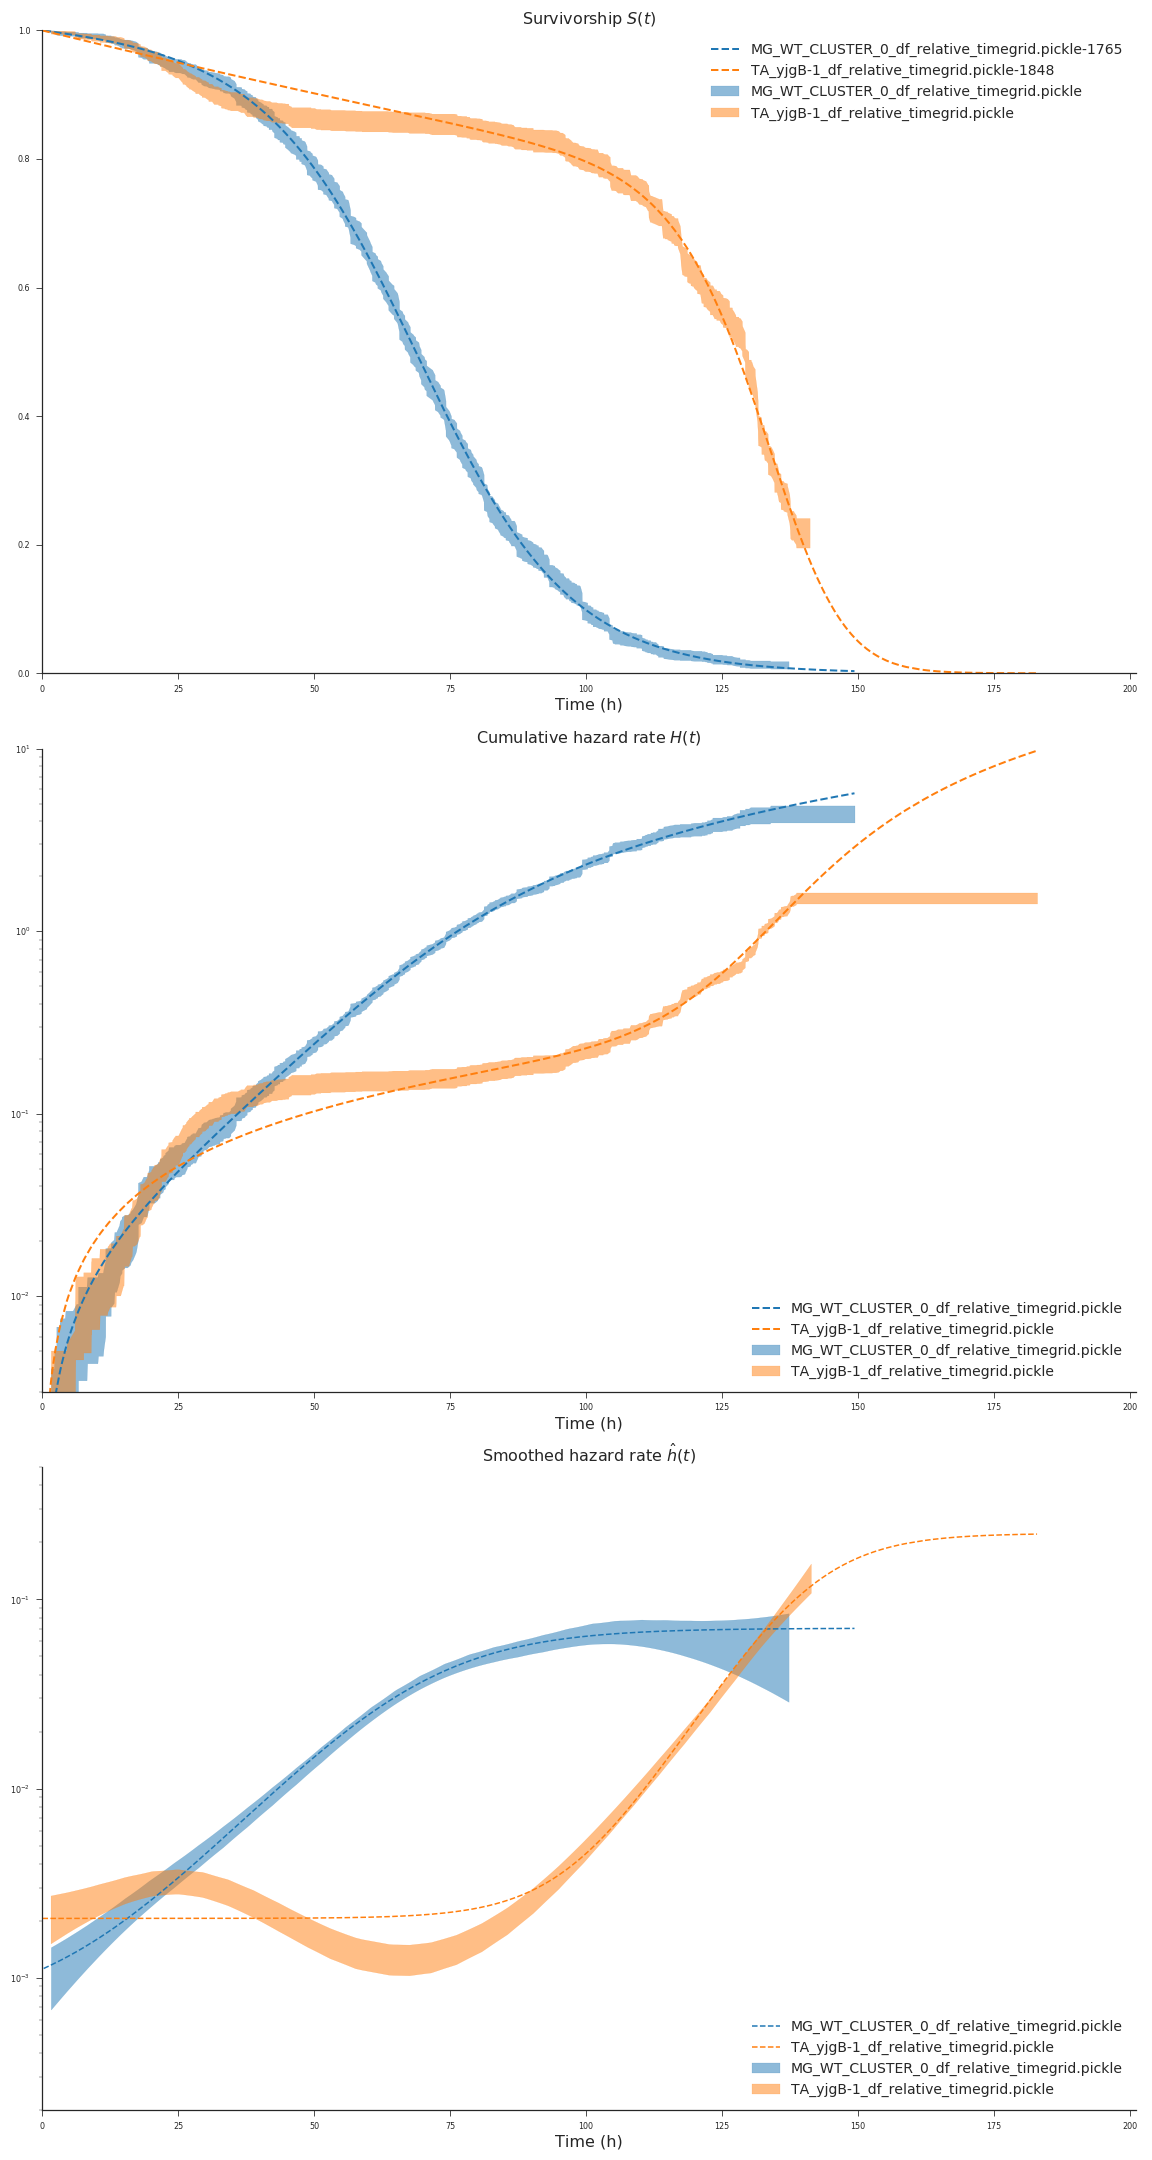 Survivorship S(t)
1.0
0.8
0.6
0.4
0.2
0.0
MG_WT_CLUSTER_0_df_relative_timegrid.pickle-1765
TA_yjgB-1_df_relative_timegrid.pickle-1848
MG_WT_CLUSTER_0_df_relative_timegrid.pickle
TA_yjgB-1_df_relative_timegrid.pickle
0 25 50 75 100 125 150 175 200
Time (h)
Cumulative hazard rate H(t)
10¹
10⁰
10⁻¹
10⁻²
MG_WT_CLUSTER_0_df_relative_timegrid.pickle
TA_yjgB-1_df_relative_timegrid.pickle
MG_WT_CLUSTER_0_df_relative_timegrid.pickle
TA_yjgB-1_df_relative_timegrid.pickle
0 25 50 75 100 125 150 175 200
Time (h)
Smoothed hazard rate ĥ(t)
10⁻¹
10⁻²
10⁻³
MG_WT_CLUSTER_0_df_relative_timegrid.pickle
TA_yjgB-1_df_relative_timegrid.pickle
MG_WT_CLUSTER_0_df_relative_timegrid.pickle
TA_yjgB-1_df_relative_timegrid.pickle
0 25 50 75 100 125 150 175 200
Time (h)